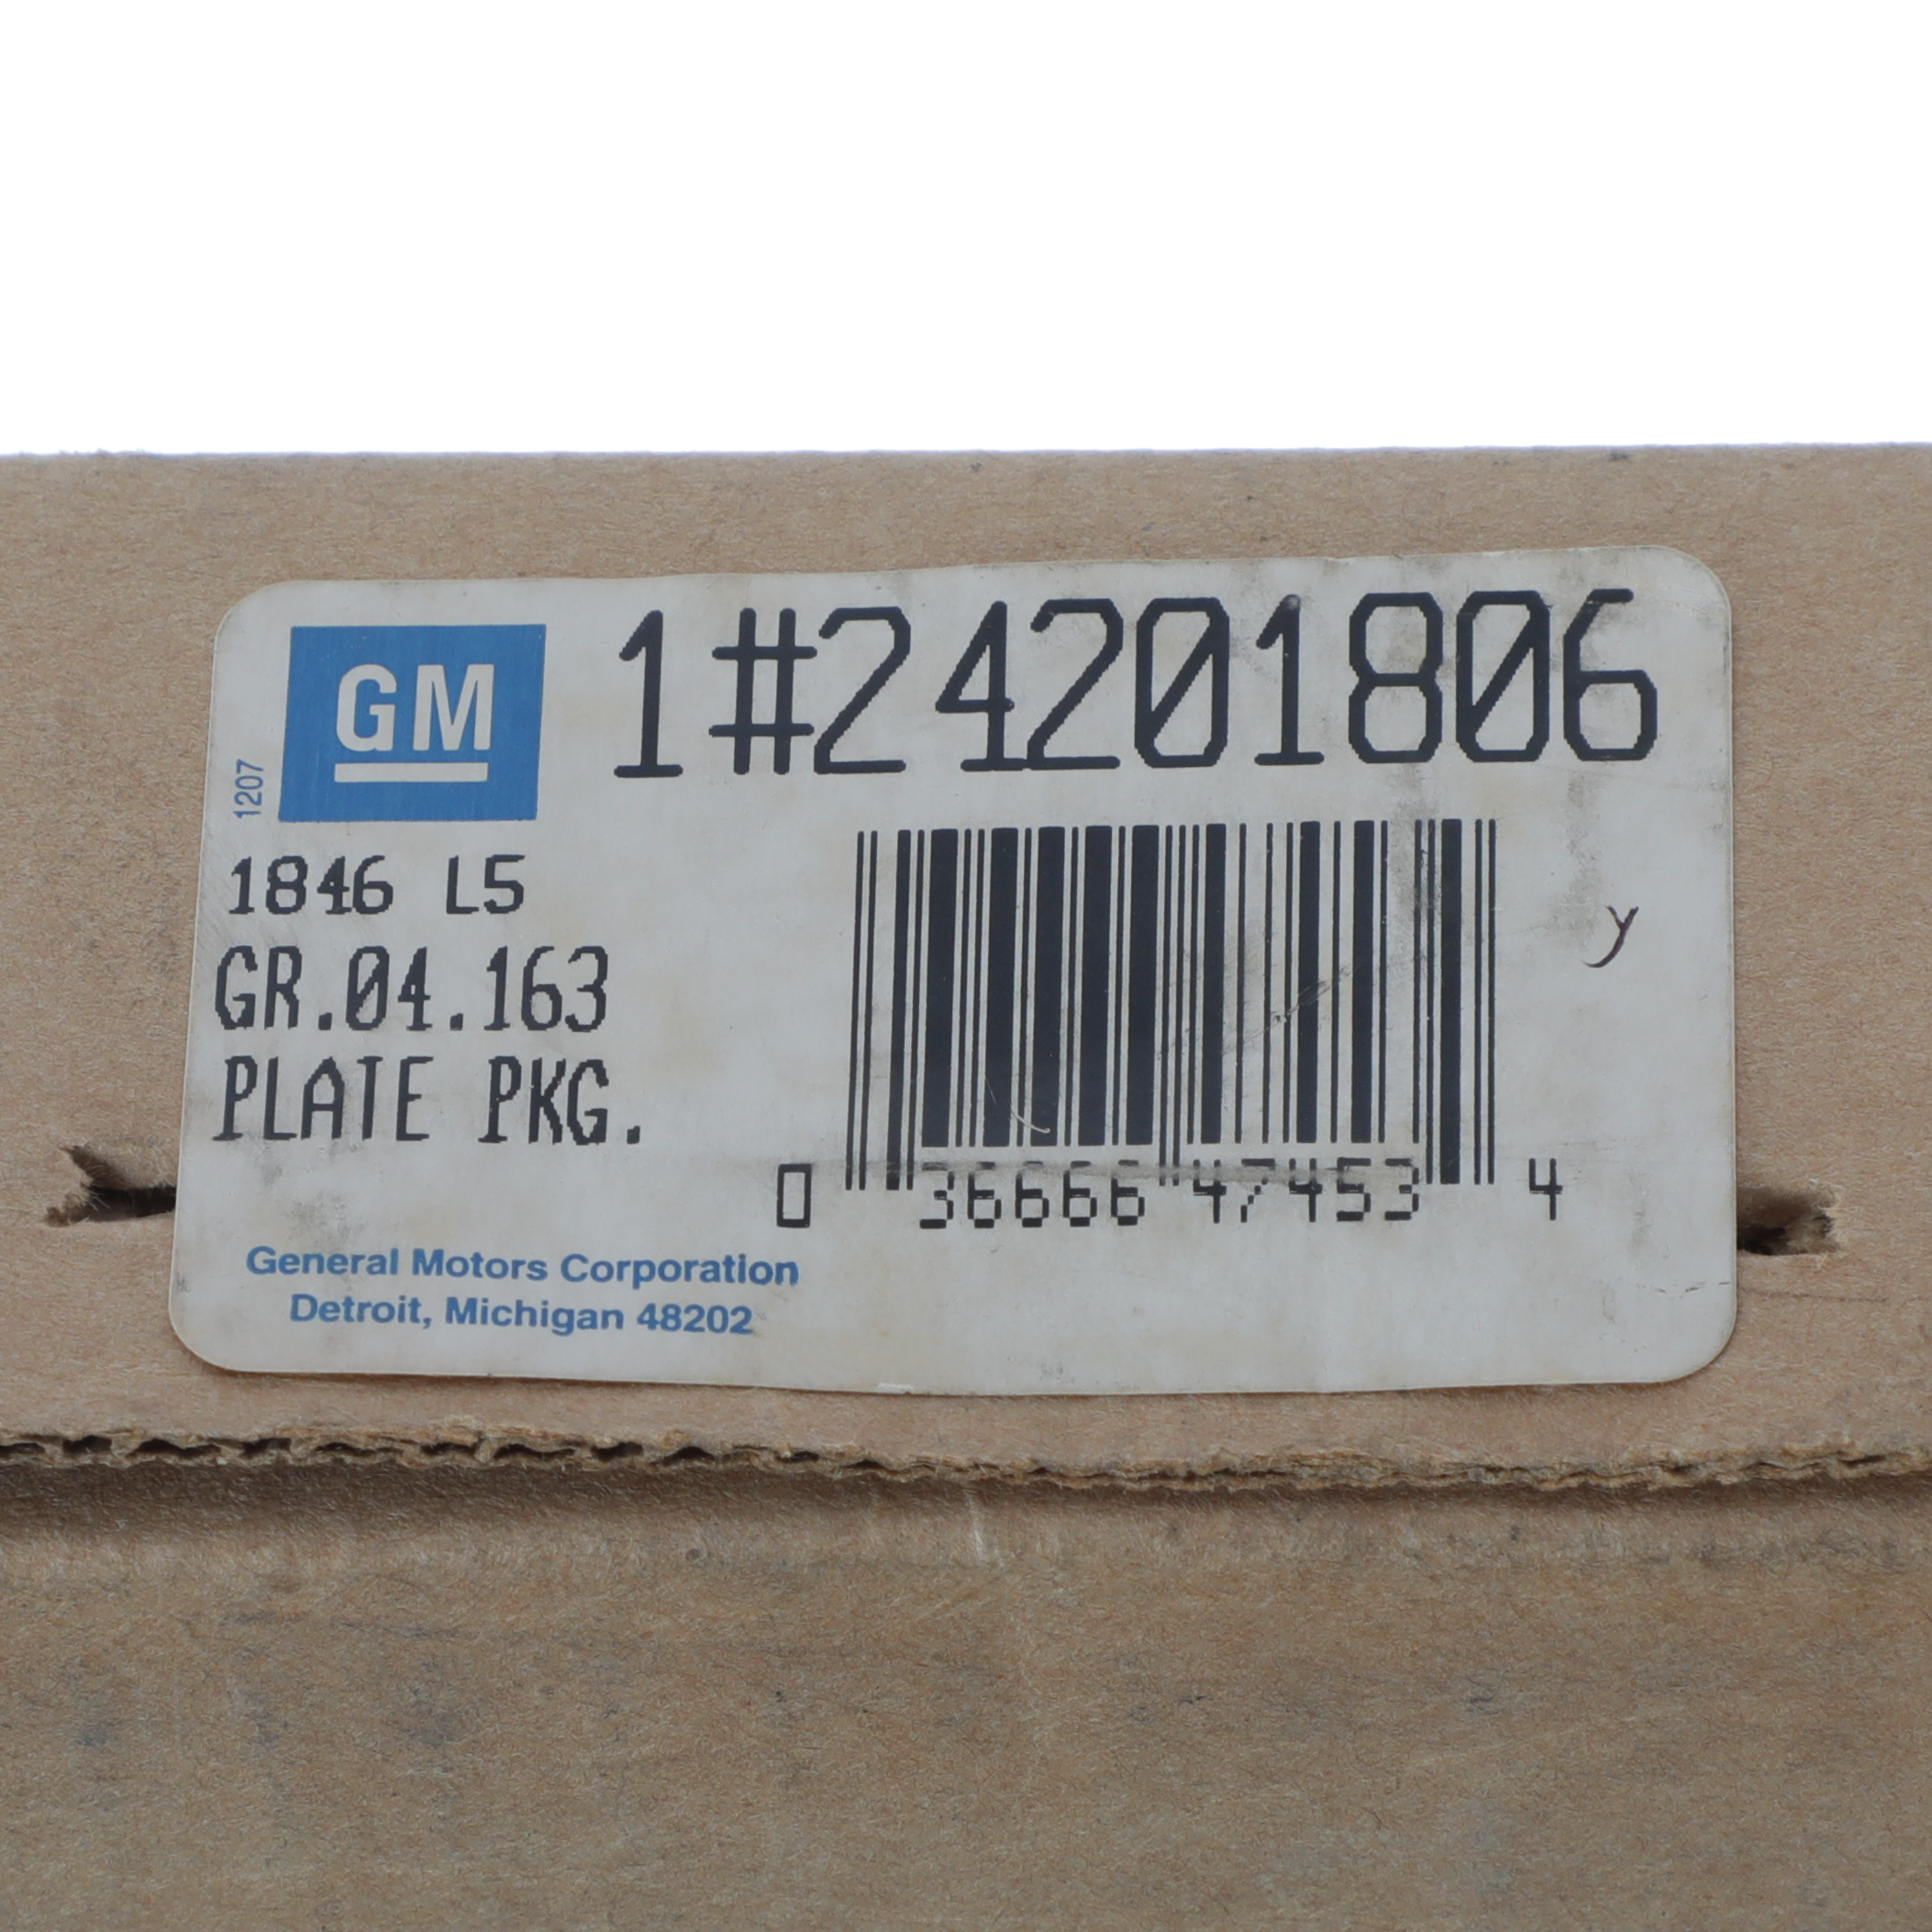 GM
1#24201806
1207
1846 L5
GR.04.163
PLATE PKG.
y
0 36666 47453 4
General Motors Corporation
Detroit, Michigan 48202